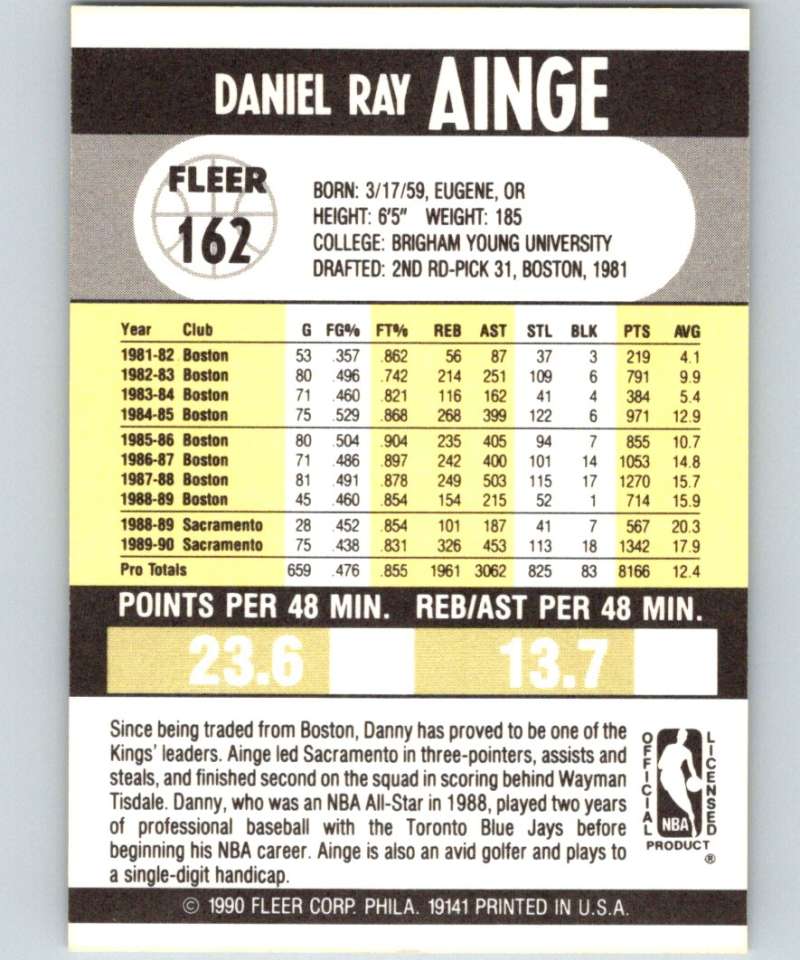 DANIEL RAY AINGE
FLEER
162
BORN: 3/17/59, EUGENE, OR
HEIGHT: 6'5" WEIGHT: 185
COLLEGE: BRIGHAM YOUNG UNIVERSITY
DRAFTED: 2ND RD-PICK 31, BOSTON, 1981
Year Club G FG% FT% REB AST STL BLK PTS AVG
1981-82 Boston 53 .357 .862 56 87 37 3 219 4.1
1982-83 Boston 80 .496 .742 214 251 109 6 791 9.9
1983-84 Boston 71 .460 .821 116 162 41 4 384 5.4
1984-85 Boston 75 .529 .868 268 399 122 6 971 12.9
1985-86 Boston 80 .504 .904 235 405 94 7 855 10.7
1986-87 Boston 71 .486 .897 242 400 101 14 1053 14.8
1987-88 Boston 81 .491 .878 249 503 115 17 1270 15.7
1988-89 Boston 45 .460 .854 154 215 52 1 714 15.9
1988-89 Sacramento 28 .452 .854 101 187 41 7 567 20.3
1989-90 Sacramento 75 .438 .831 326 453 113 18 1342 17.9
Pro Totals 659 .476 .855 1961 3062 825 83 8166 12.4
POINTS PER 48 MIN. REB/AST PER 48 MIN.
23.6 13.7
Since being traded from Boston, Danny has proved to be one of the
Kings' leaders. Ainge led Sacramento in three-pointers, assists and
steals, and finished second on the squad in scoring behind Wayman
Tisdale. Danny, who was an NBA All-Star in 1988, played two years
of professional baseball with the Toronto Blue Jays before
beginning his NBA career. Ainge is also an avid golfer and plays to
a single-digit handicap.
OFFICIAL
LICENSED
NBA
PRODUCT
®
© 1990 FLEER CORP. PHILA. 19141 PRINTED IN U.S.A.